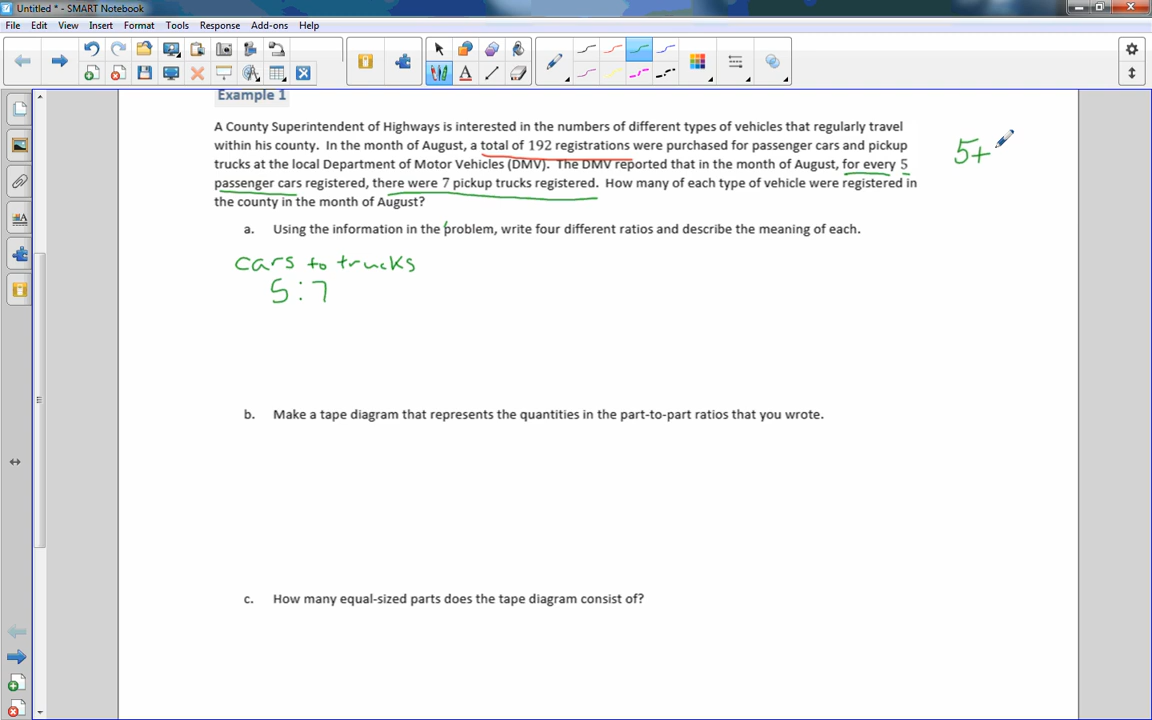 Untitled * - SMART Notebook
File Edit View Insert Format Tools Response Add-ons Help
Example 1
A County Superintendent of Highways is interested in the numbers of different types of vehicles that regularly travel
within his county. In the month of August, a total of 192 registrations were purchased for passenger cars and pickup
trucks at the local Department of Motor Vehicles (DMV). The DMV reported that in the month of August, for every 5
passenger cars registered, there were 7 pickup trucks registered. How many of each type of vehicle were registered in
the county in the month of August?
5+
a. Using the information in the problem, write four different ratios and describe the meaning of each.
cars to trucks
5:7
b. Make a tape diagram that represents the quantities in the part-to-part ratios that you wrote.
c. How many equal-sized parts does the tape diagram consist of?